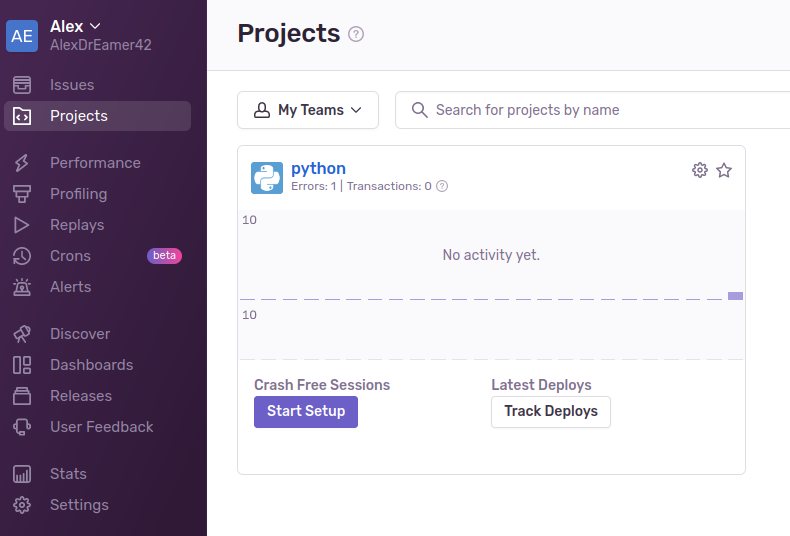 AE
Alex
AlexDrEamer42
Issues
Projects
Performance
Profiling
Replays
Crons beta
Alerts
Discover
Dashboards
Releases
User Feedback
Stats
Settings
Projects ?
My Teams
Search for projects by name
python
Errors: 1 | Transactions: 0 ?
10
No activity yet.
10
Crash Free Sessions
Start Setup
Latest Deploys
Track Deploys